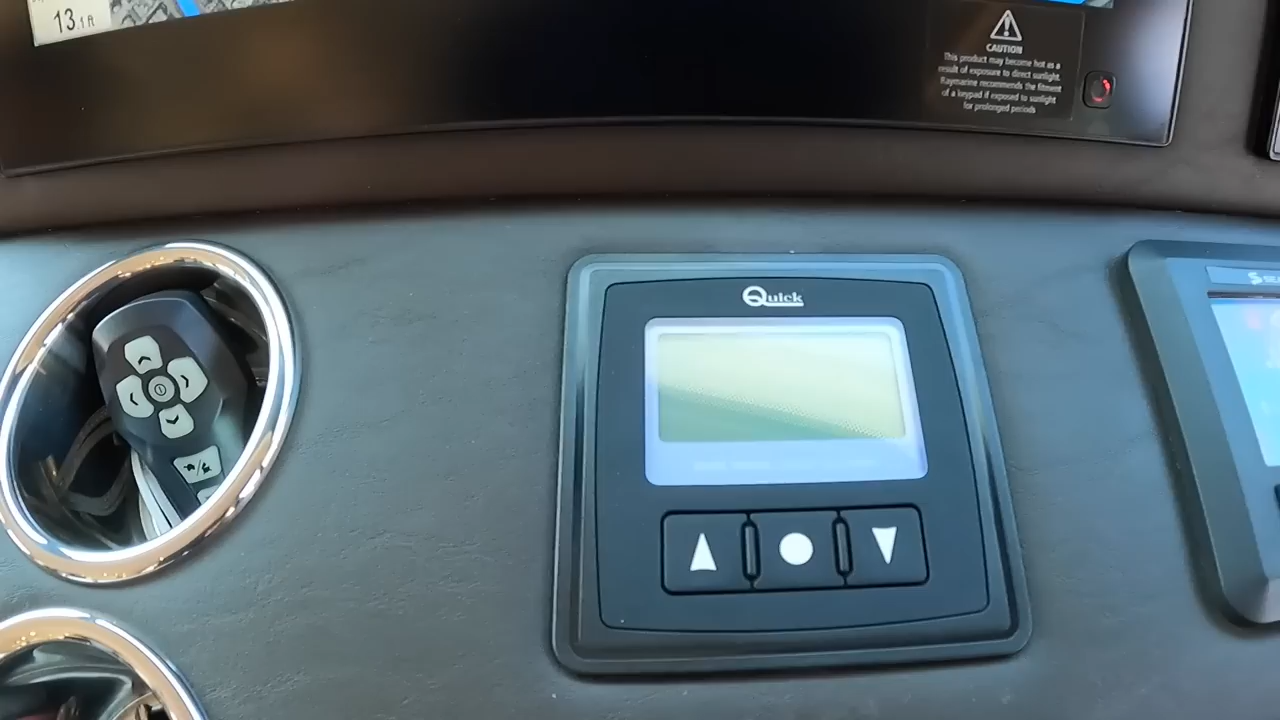 13.1ft
CAUTION
This product may become hot as a
result of exposure to direct sunlight.
Raymarine recommends the fitment
of a keypad if exposed to sunlight
for prolonged periods
Quick